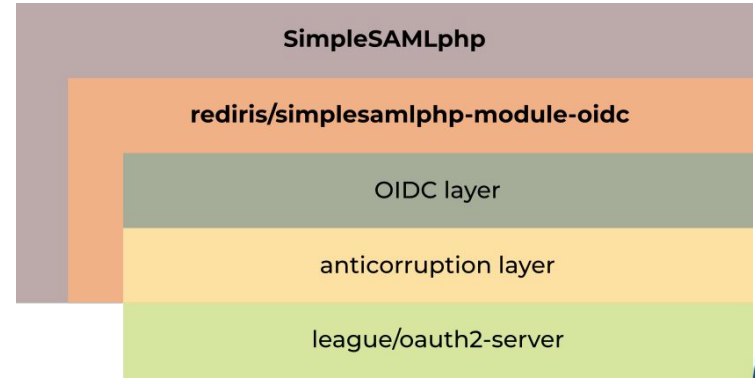 SimpleSAMLphp
rediris/simplesamlphp-module-oidc
OIDC layer
anticorruption layer
league/oauth2-server